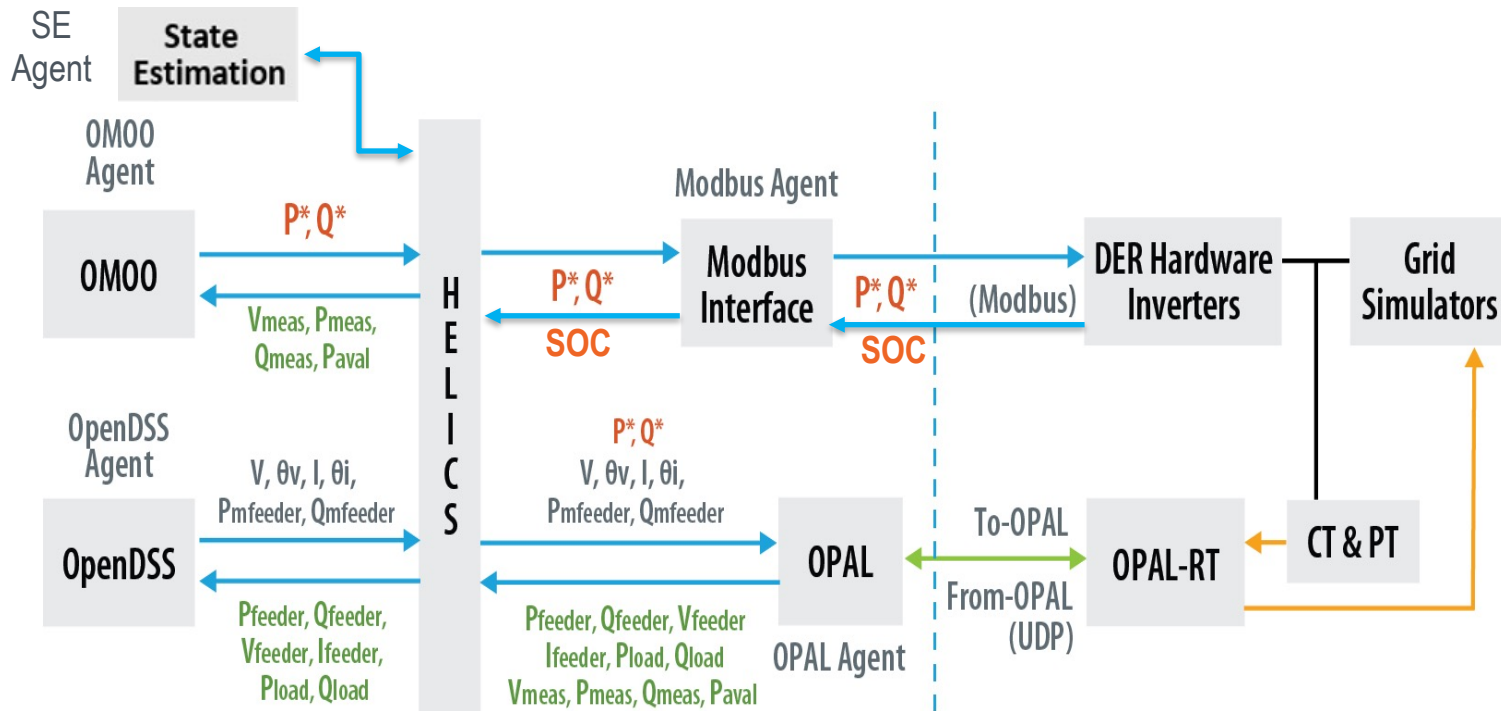 SE
Agent
State
Estimation
OMOO
Agent
OMOO
P*, Q*
Vmeas, Pmeas,
Qmeas, Paval
OpenDSS
Agent
OpenDSS
V, θv, I, θi,
Pmfeeder, Qmfeeder
Pfeeder, Qfeeder,
Vfeeder, Ifeeder,
Pload, Qload
H
E
L
I
C
S
P*, Q*
SOC
Modbus Agent
Modbus
Interface
P*, Q*
SOC
(Modbus)
DER Hardware
Inverters
Grid
Simulators
P*, Q*
V, θv, I, θi,
Pmfeeder, Qmfeeder
Pfeeder, Qfeeder, Vfeeder
Ifeeder, Pload, Qload
Vmeas, Pmeas, Qmeas, Paval
OPAL
OPAL Agent
To-OPAL
From-OPAL
(UDP)
OPAL-RT
CT & PT